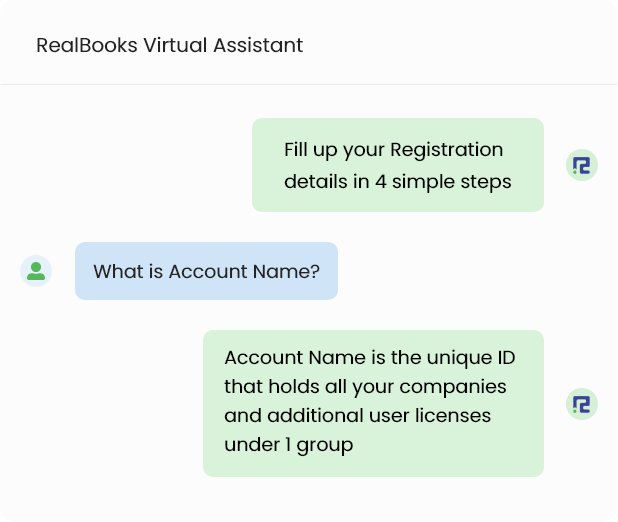 RealBooks Virtual Assistant
Fill up your Registration
details in 4 simple steps
What is Account Name?
Account Name is the unique ID
that holds all your companies
and additional user licenses
under 1 group